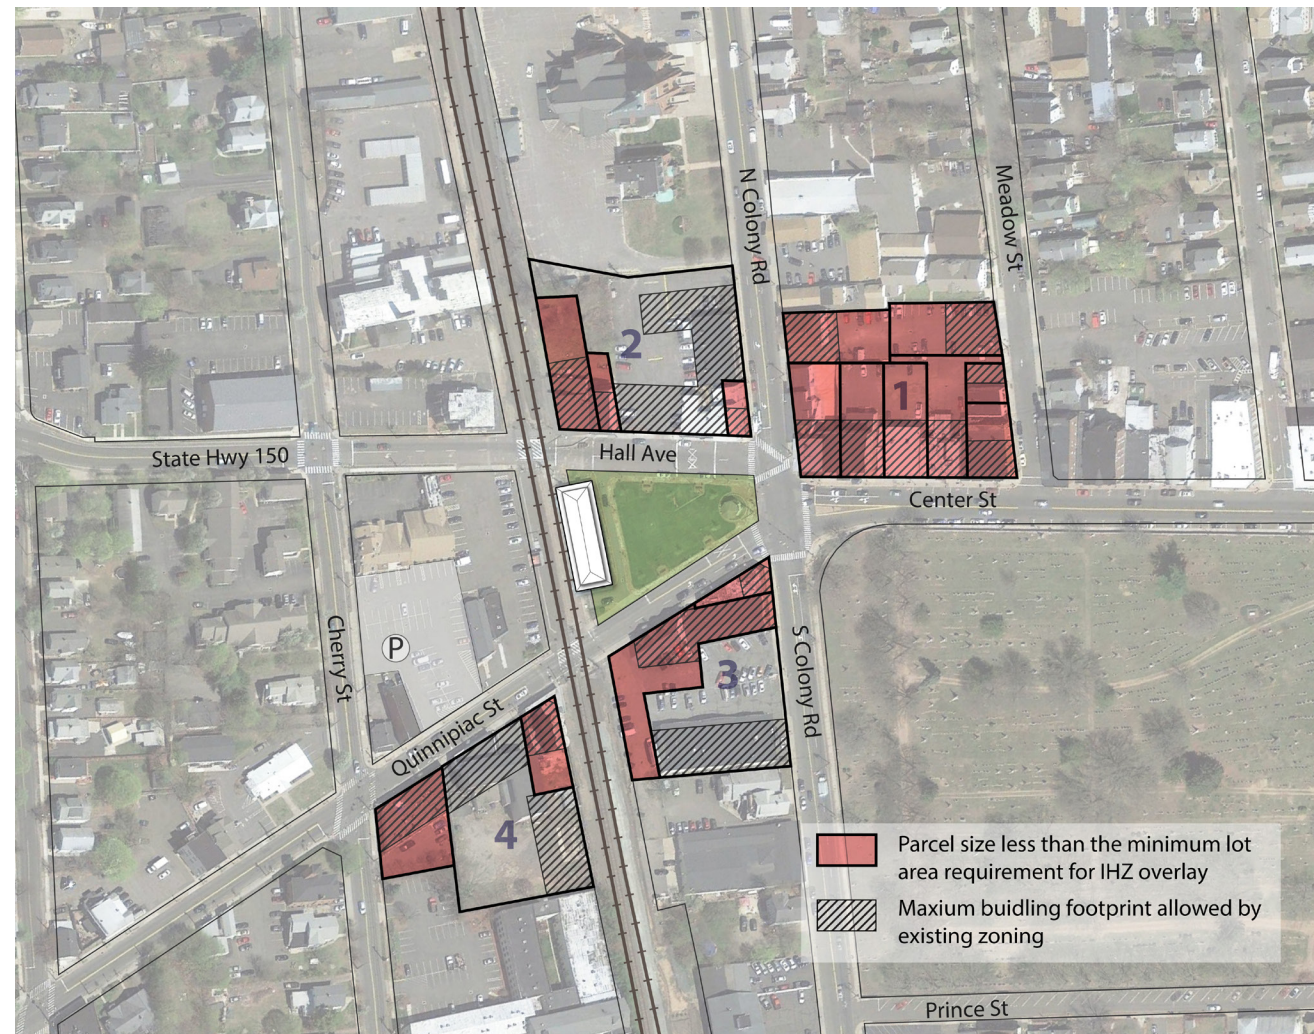 N Colony Rd
Meadow St
2
1
State Hwy 150
Hall Ave
Center St
Cherry St
P
S Colony Rd
3
Quinnipiac St
4
Parcel size less than the minimum lot
area requirement for IHZ overlay
Maxium buidling footprint allowed by
existing zoning
Prince St